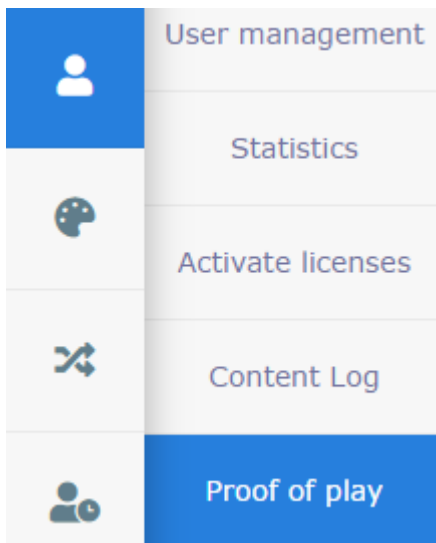 User management
Statistics
Activate licenses
Content Log
Proof of play